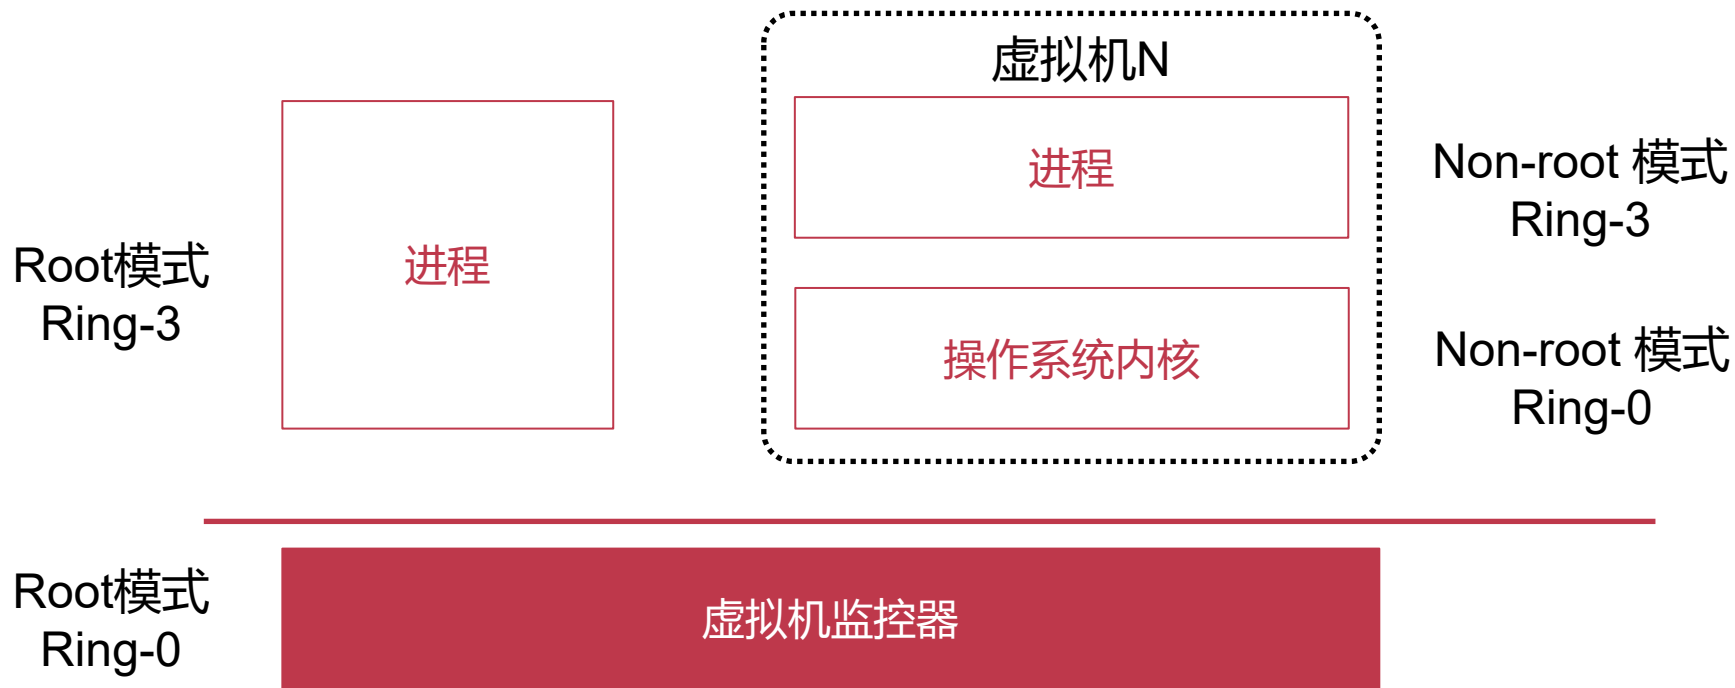 虚拟机N
进程
Non-root 模式
Ring-3
Root模式
Ring-3
进程
操作系统内核
Non-root 模式
Ring-0
Root模式
Ring-0
虚拟机监控器